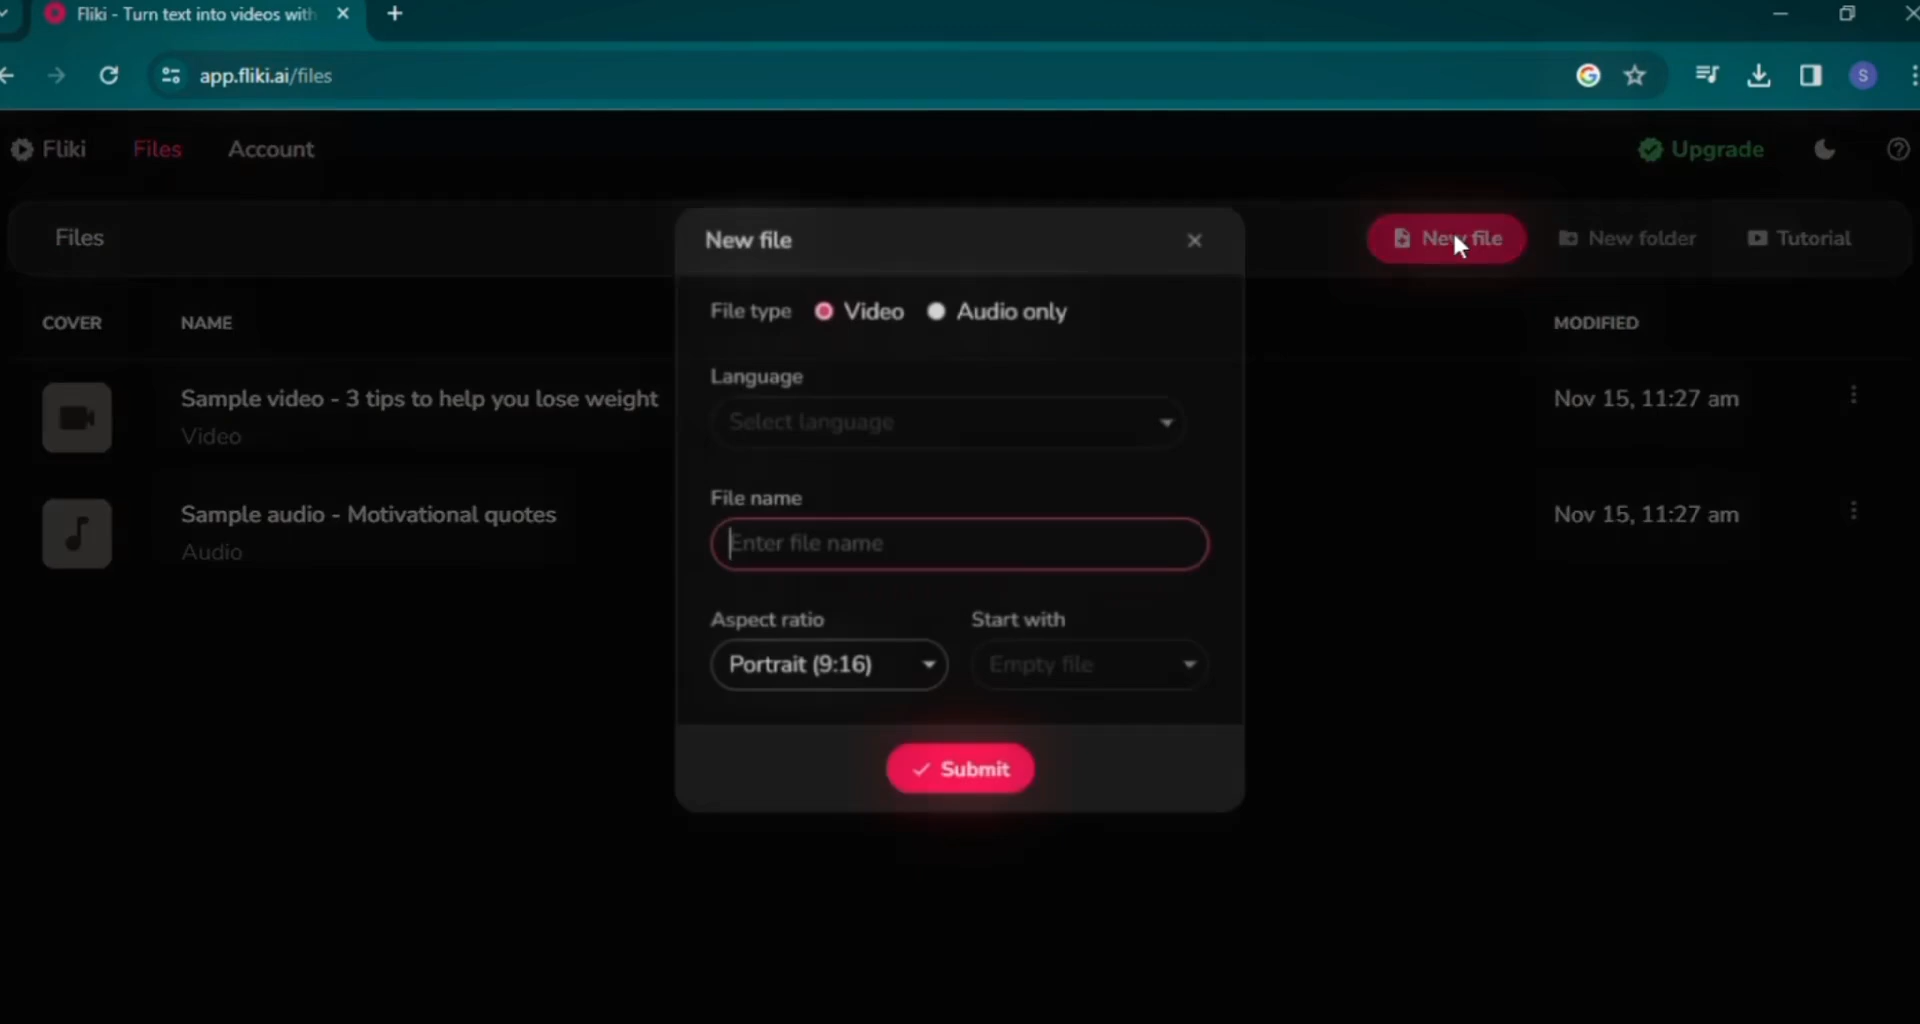 Fliki - Turn text into videos with
app.fliki.ai/files
S
Fliki Files Account Upgrade
Files New file New folder Tutorial
COVER NAME MODIFIED
Sample video - 3 tips to help you lose weight Nov 15, 11:27 am
Video
Sample audio - Motivational quotes Nov 15, 11:27 am
Audio
New file
File type Video Audio only
Language
Select language
File name
Enter file name
Aspect ratio Start with
Portrait (9:16) Empty file
Submit